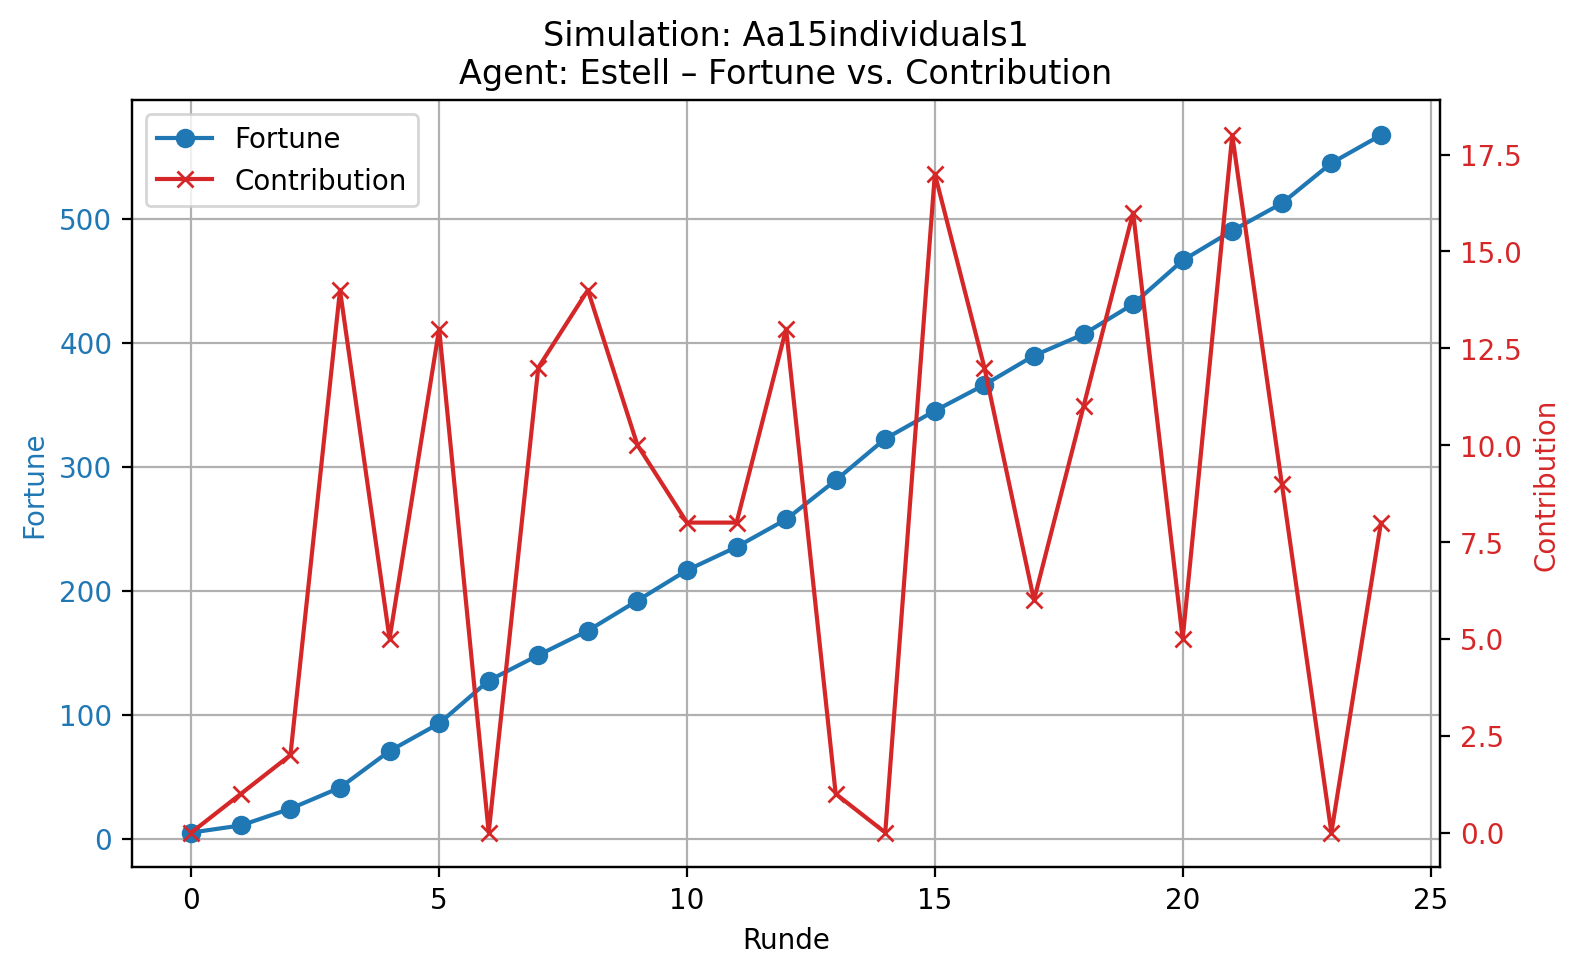 Simulation: Aa15individuals1
Agent: Estell – Fortune vs. Contribution
Fortune
Contribution
500
400
300
200
100
0
Fortune
17.5
15.0
12.5
10.0
7.5
5.0
2.5
0.0
Contribution
0 5 10 15 20 25
Runde